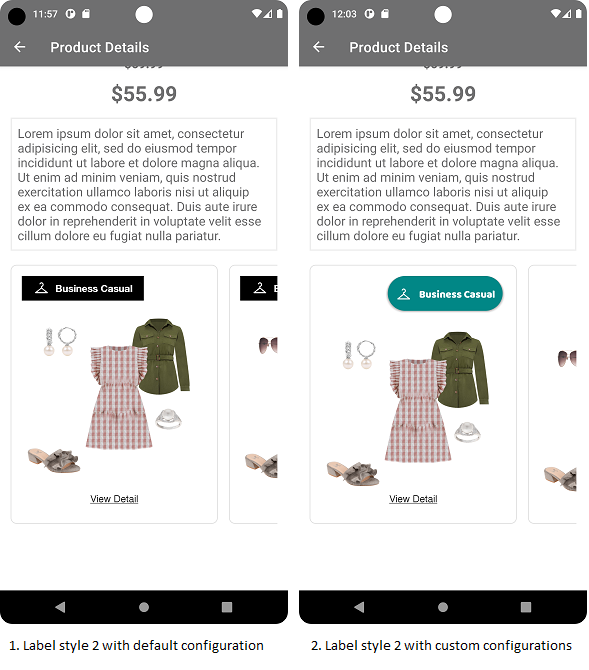 11:57
Product Details
$55.99
Lorem ipsum dolor sit amet, consectetur
adipisicing elit, sed do eiusmod tempor
incididunt ut labore et dolore magna aliqua.
Ut enim ad minim veniam, quis nostrud
exercitation ullamco laboris nisi ut aliquip
ex ea commodo consequat. Duis aute irure
dolor in reprehenderit in voluptate velit esse
cillum dolore eu fugiat nulla pariatur.
Business Casual
View Detail
1. Label style 2 with default configuration
12:03
Product Details
$55.99
Lorem ipsum dolor sit amet, consectetur
adipisicing elit, sed do eiusmod tempor
incididunt ut labore et dolore magna aliqua.
Ut enim ad minim veniam, quis nostrud
exercitation ullamco laboris nisi ut aliquip
ex ea commodo consequat. Duis aute irure
dolor in reprehenderit in voluptate velit esse
cillum dolore eu fugiat nulla pariatur.
Business Casual
View Detail
2. Label style 2 with custom configurations